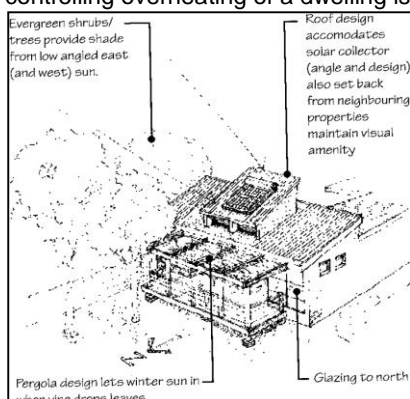 controlling overheating of a dwelling is
Evergreen shrubs/
trees provide shade
from low angled east
(and west) sun.
Roof design
accomodates
solar collector
(angle and design)
also set back
from neighbouring
properties
maintain visual
amenity
Pergola design lets winter sun in
when vine drops leaves
Glazing to north